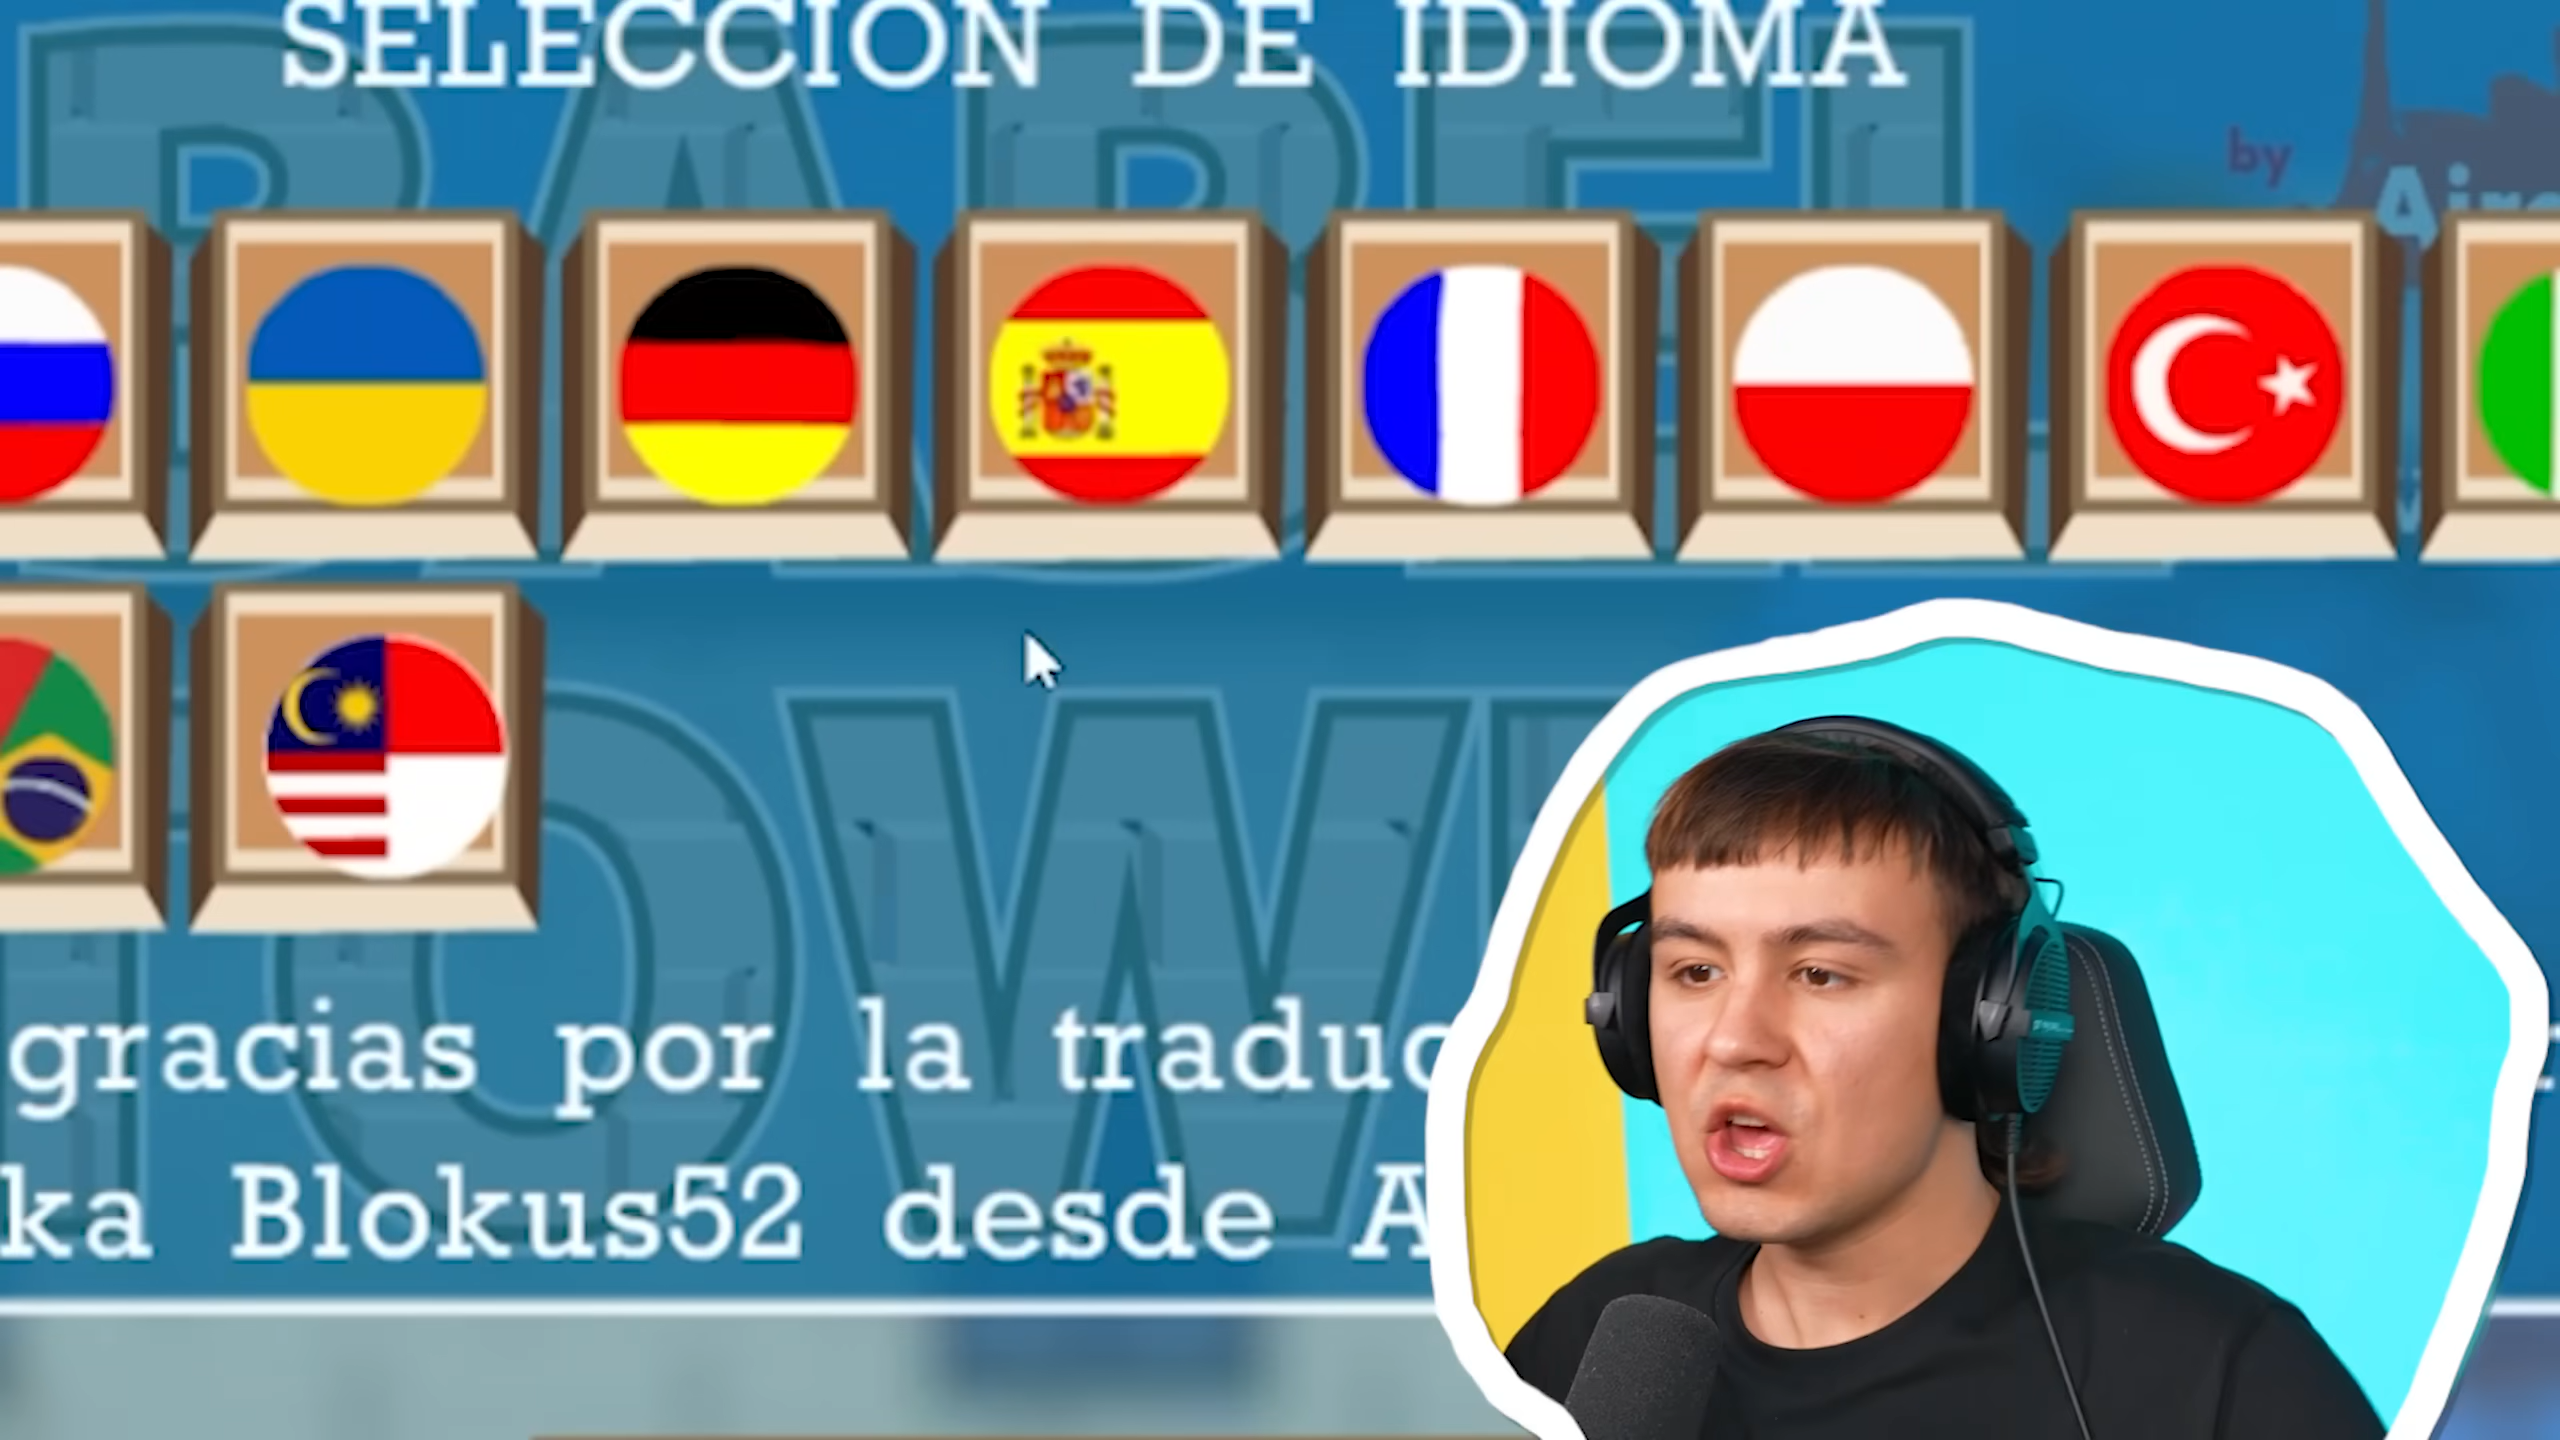 SELECCION DE IDIOMA
by
gracias por la traduc
ka Blokus52 desde A